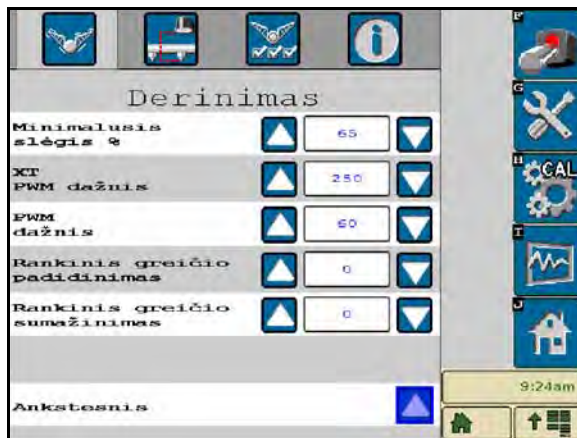 Derinimas
Minimalusis
slėgis %
65
XT
PWM dažnis
250
PWM
dažnis
60
Rankinis greičio
padidinimas
0
Rankinis greičio
sumažinimas
0
Ankstesnis
F
G
H
CAL
I
J
9:24am